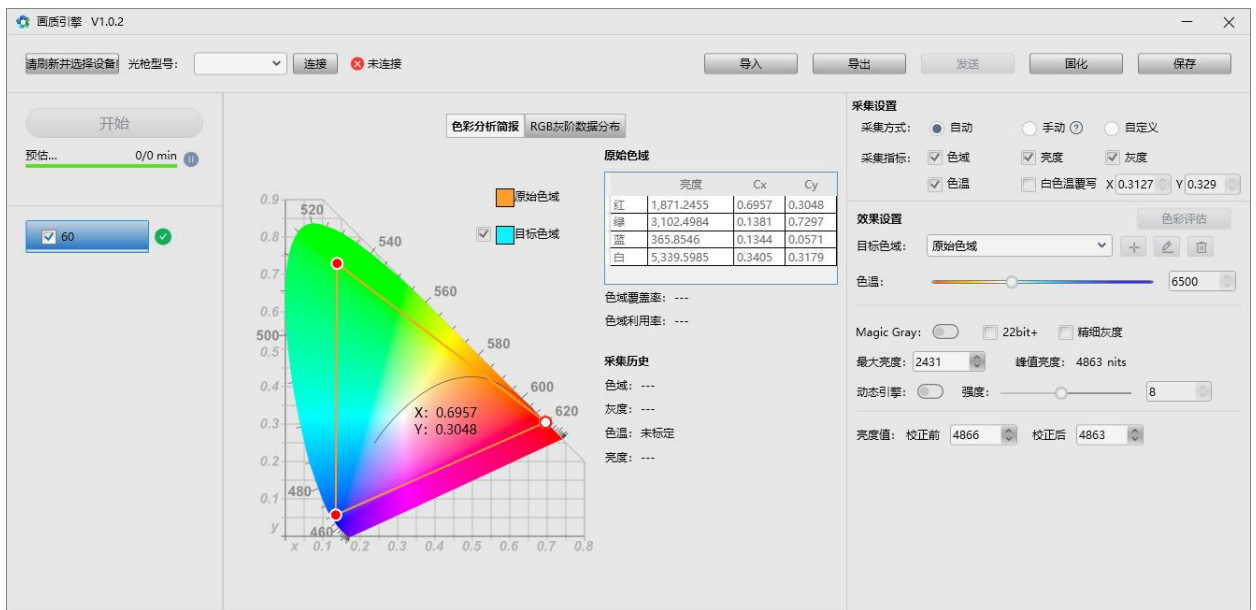 画质引擎 V1.0.2
请刷新并选择设备! 光枪型号: 连接 未连接 导入 导出 发送 固化 保存
开始
预估... 0/0 min
60
色彩分析简报 RGB灰阶数据分布
原始色域
目标色域
0.9
0.8
0.7
0.6
0.5
0.4
0.3
0.2
0.1
y
x 0.1 0.2 0.3 0.4 0.5 0.6 0.7 0.8
520
540
560
500
580
600
620
480
460
X: 0.6957
Y: 0.3048
原始色域
亮度 Cx Cy
红 1,871.2455 0.6957 0.3048
绿 3,102.4984 0.1381 0.7297
蓝 365.8546 0.1344 0.0571
白 5,339.5985 0.3405 0.3179
色域覆盖率: ---
色域利用率: ---
采集历史
色域: ---
灰度: ---
色温: 未标定
亮度: ---
采集设置
采集方式: 自动 手动 ? 自定义
采集指标: 色域 亮度 灰度
色温 白色温覆写 X 0.3127 Y 0.329
效果设置 色彩评估
目标色域: 原始色域
色温: 6500
Magic Gray: 22bit+ 精细灰度
最大亮度: 2431 峰值亮度: 4863 nits
动态引擎: 强度: 8
亮度值: 校正前 4866 校正后 4863